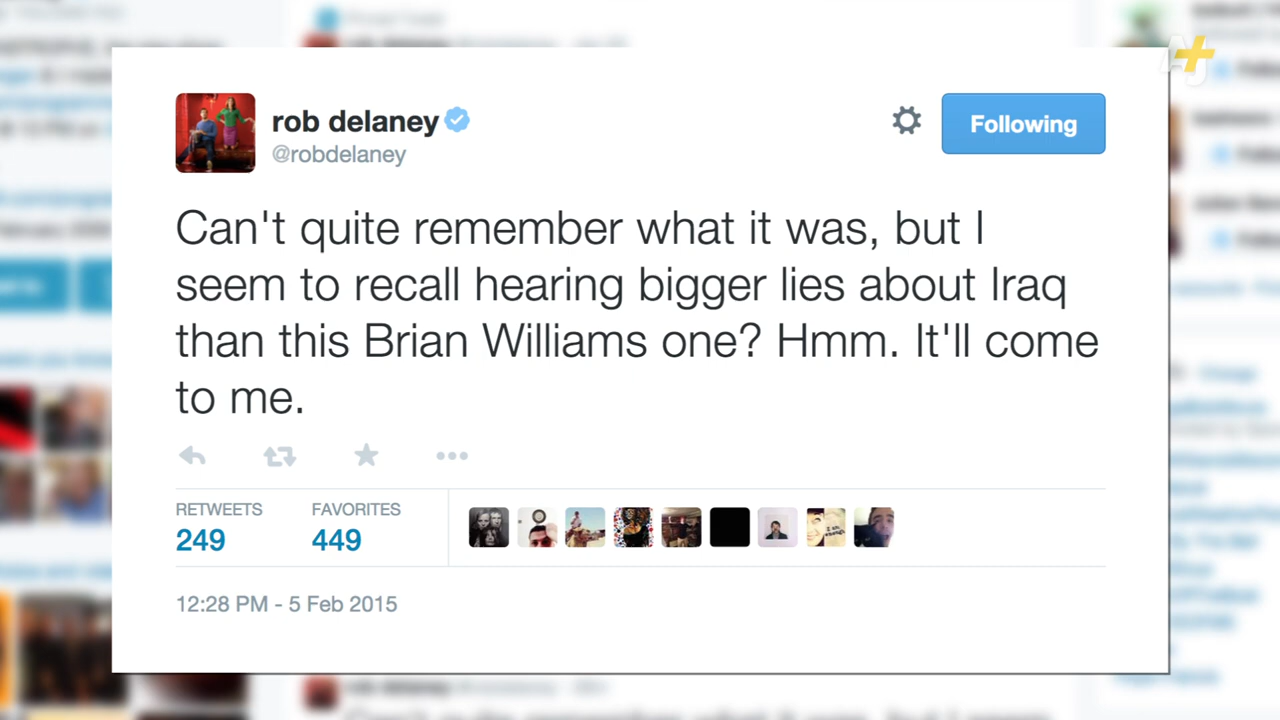 rob delaney
@robdelaney
Following
Can't quite remember what it was, but I
seem to recall hearing bigger lies about Iraq
than this Brian Williams one? Hmm. It'll come
to me.
RETWEETS
FAVORITES
249
449
12:28 PM - 5 Feb 2015